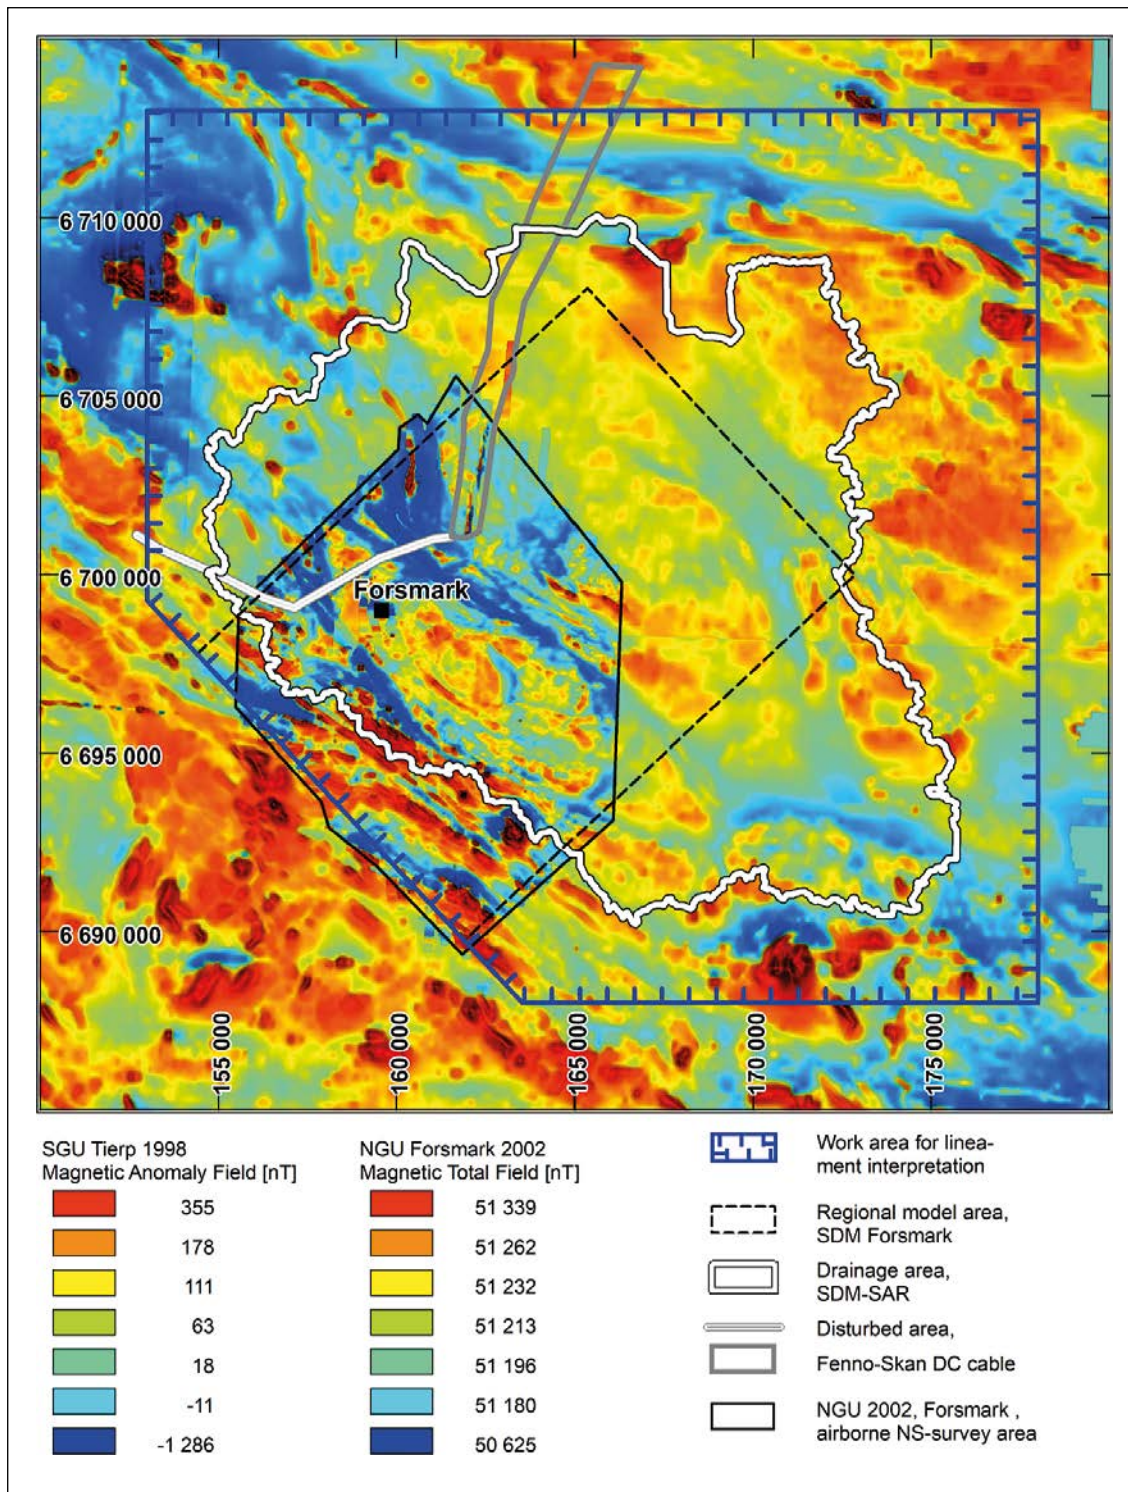 6 710 000
6 705 000
6 700 000
Forsmark
6 695 000
6 690 000
155 000
160 000
165 000
170 000
175 000
SGU Tierp 1998
Magnetic Anomaly Field [nT]
355
178
111
63
18
-11
-1 286
NGU Forsmark 2002
Magnetic Total Field [nT]
51 339
51 262
51 232
51 213
51 196
51 180
50 625
Work area for linea-
ment interpretation
Regional model area,
SDM Forsmark
Drainage area,
SDM-SAR
Disturbed area,
Fenno-Skan DC cable
NGU 2002, Forsmark ,
airborne NS-survey area